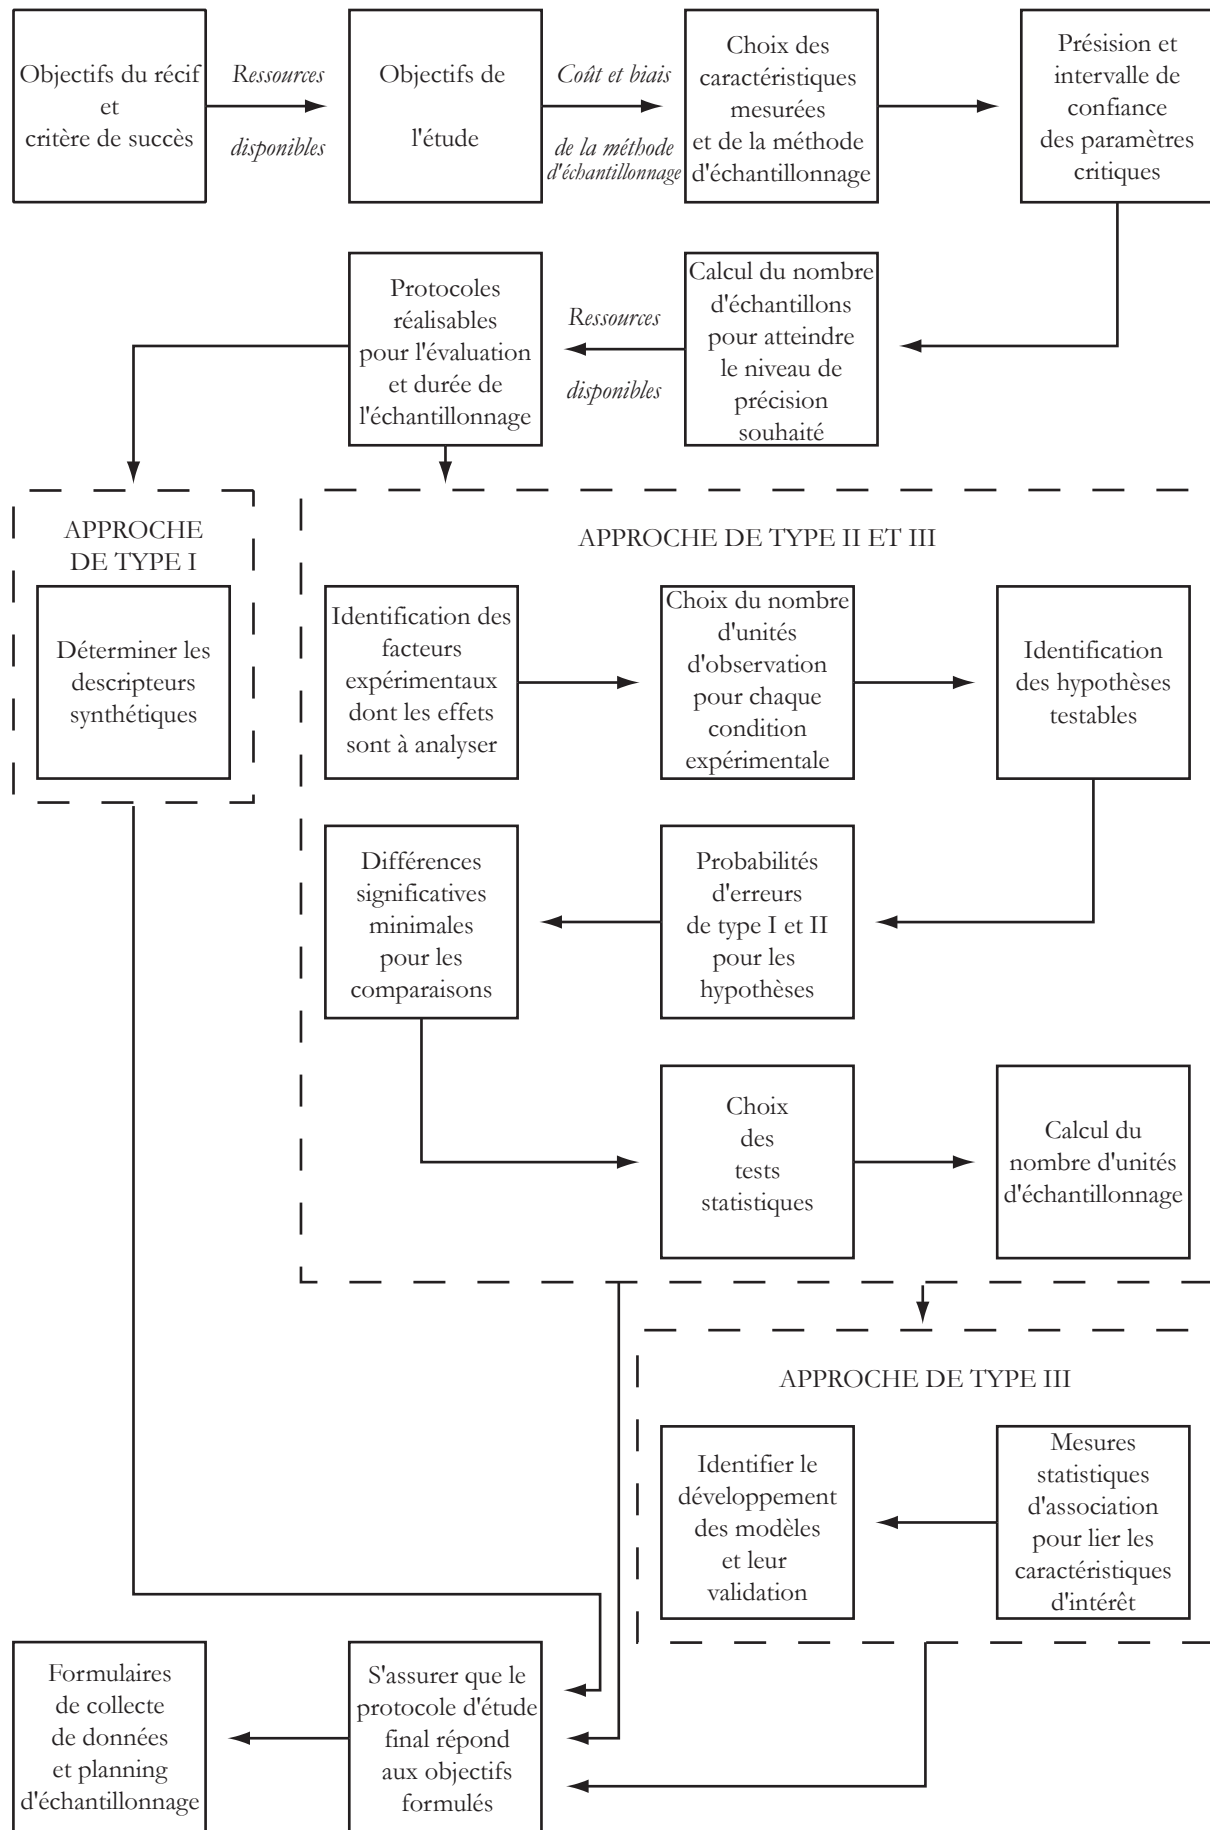 Objectifs du récif
et
critère de succès
Ressources
disponibles
Objectifs de
l'étude
Coût et biais
de la méthode
d'échantillonnage
Choix des
caractéristiques
mesurées
et de la méthode
d'échantillonnage
Présision et
intervalle de
confiance
des paramètres
critiques
Calcul du nombre
d'échantillons
pour atteindre
le niveau de
précision
souhaité
Ressources
disponibles
Protocoles
réalisables
pour l'évaluation
et durée de
l'échantillonnage
APPROCHE
DE TYPE I
Déterminer les
descripteurs
synthétiques
APPROCHE DE TYPE II ET III
Identification des
facteurs
expérimentaux
dont les effets
sont à analyser
Choix du nombre
d'unités
d'observation
pour chaque
condition
expérimentale
Identification
des hypothèses
testables
Probabilités
d'erreurs
de type I et II
pour les
hypothèses
Différences
significatives
minimales
pour les
comparaisons
Choix
des
tests
statistiques
Calcul du
nombre d'unités
d'échantillonnage
APPROCHE DE TYPE III
Mesures
statistiques
d'association
pour lier les
caractéristiques
d'intérêt
Identifier le
développement
des modèles
et leur
validation
S'assurer que le
protocole d'étude
final répond
aux objectifs
formulés
Formulaires
de collecte
de données
et planning
d'échantillonnage